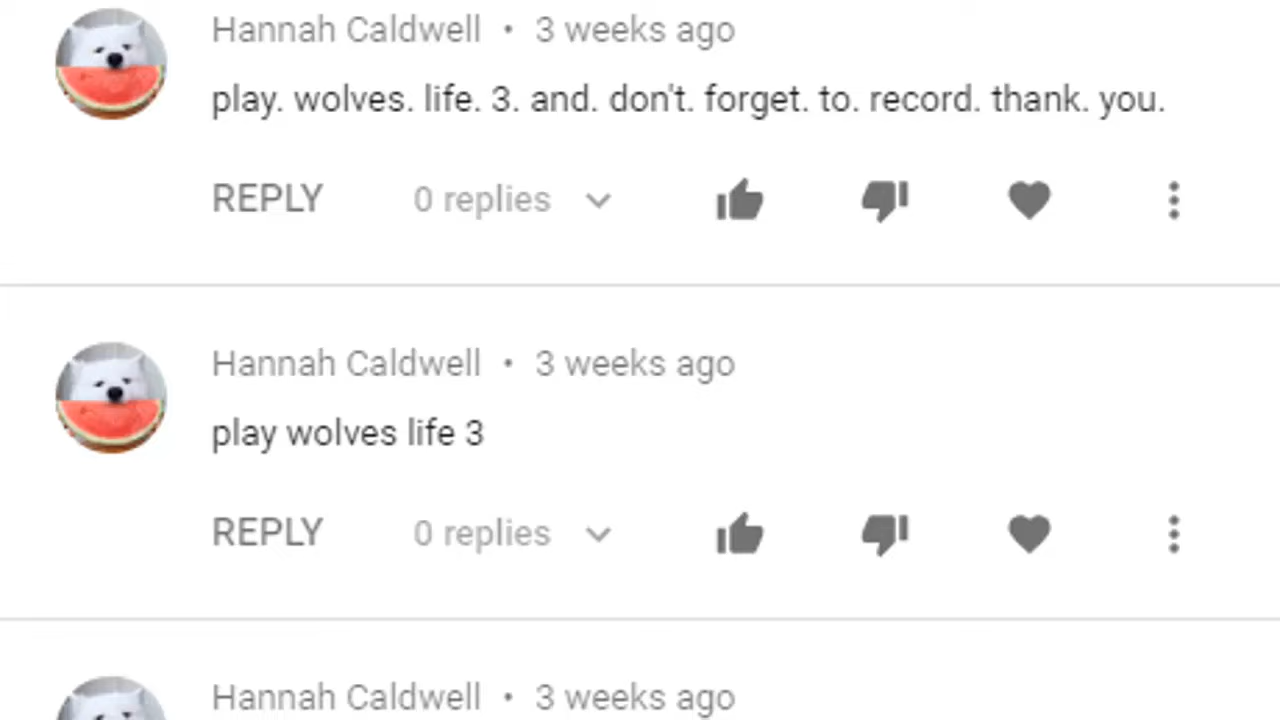 Hannah Caldwell • 3 weeks ago
play. wolves. life. 3. and. don't. forget. to. record. thank. you.
REPLY 0 replies
Hannah Caldwell • 3 weeks ago
play wolves life 3
REPLY 0 replies
Hannah Caldwell • 3 weeks ago